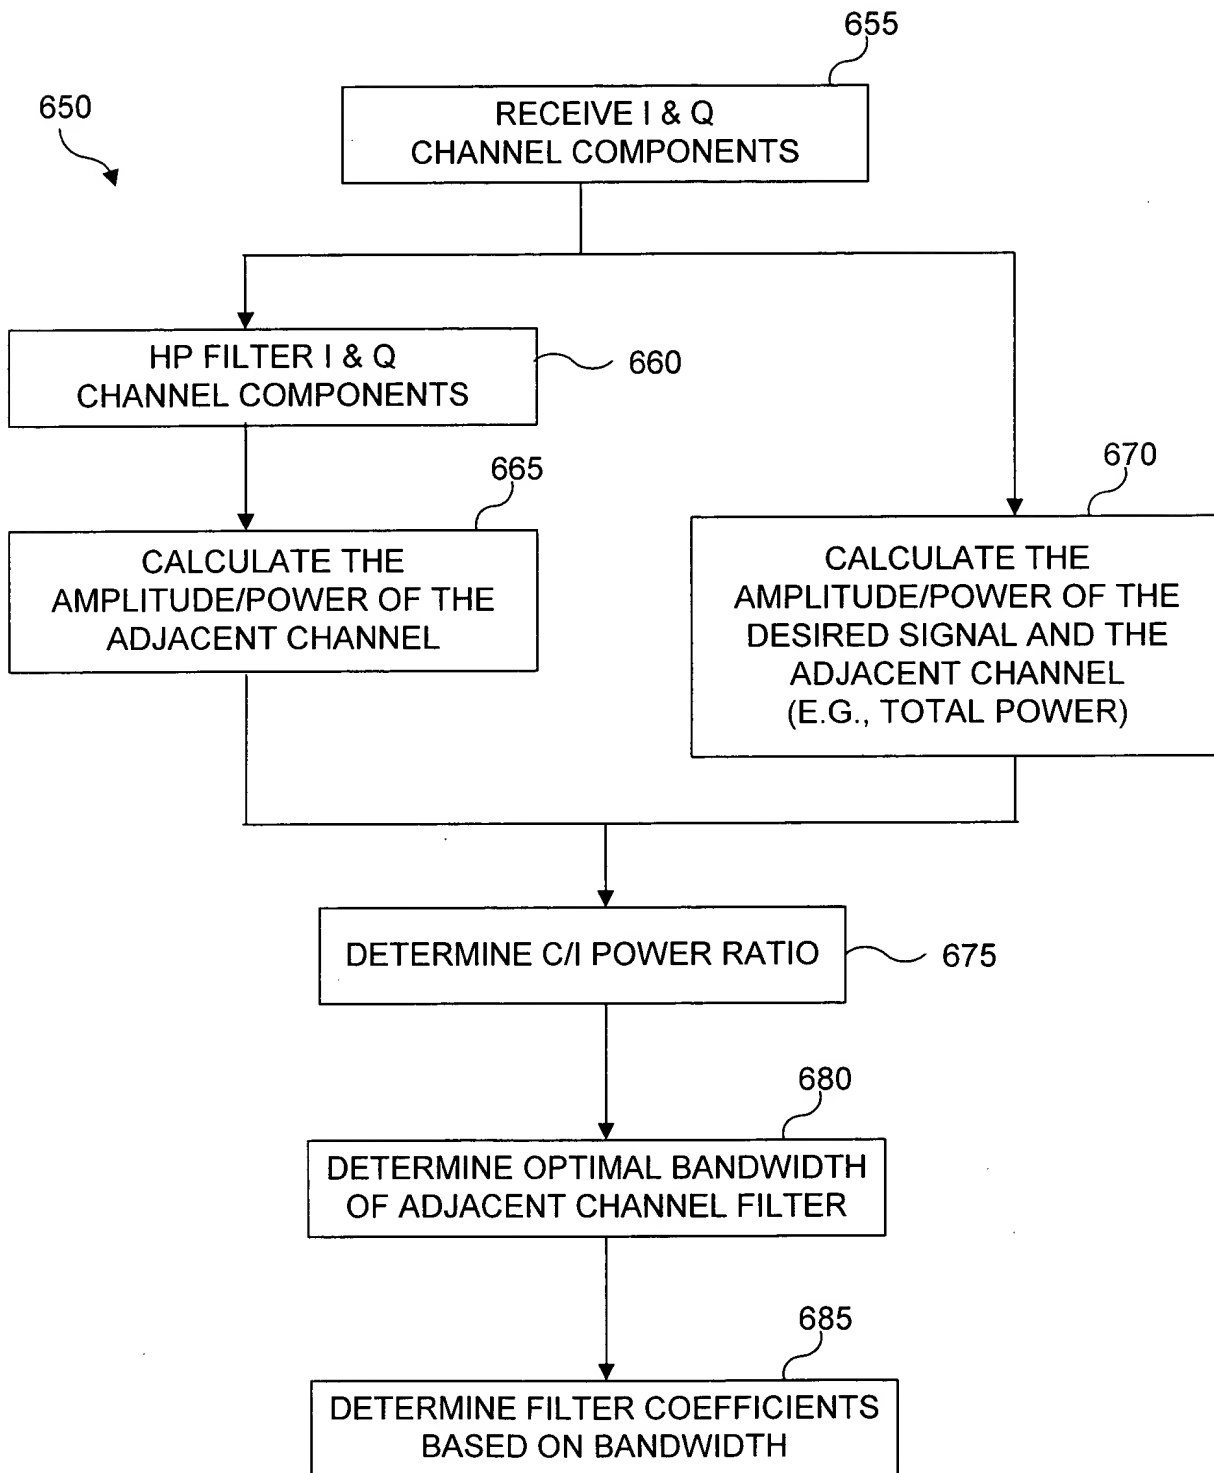 655
650
RECEIVE I & Q
CHANNEL COMPONENTS
HP FILTER I & Q
CHANNEL COMPONENTS
660
665
CALCULATE THE
AMPLITUDE/POWER OF THE
ADJACENT CHANNEL
670
CALCULATE THE
AMPLITUDE/POWER OF THE
DESIRED SIGNAL AND THE
ADJACENT CHANNEL
(E.G., TOTAL POWER)
DETERMINE C/I POWER RATIO
675
680
DETERMINE OPTIMAL BANDWIDTH
OF ADJACENT CHANNEL FILTER
685
DETERMINE FILTER COEFFICIENTS
BASED ON BANDWIDTH